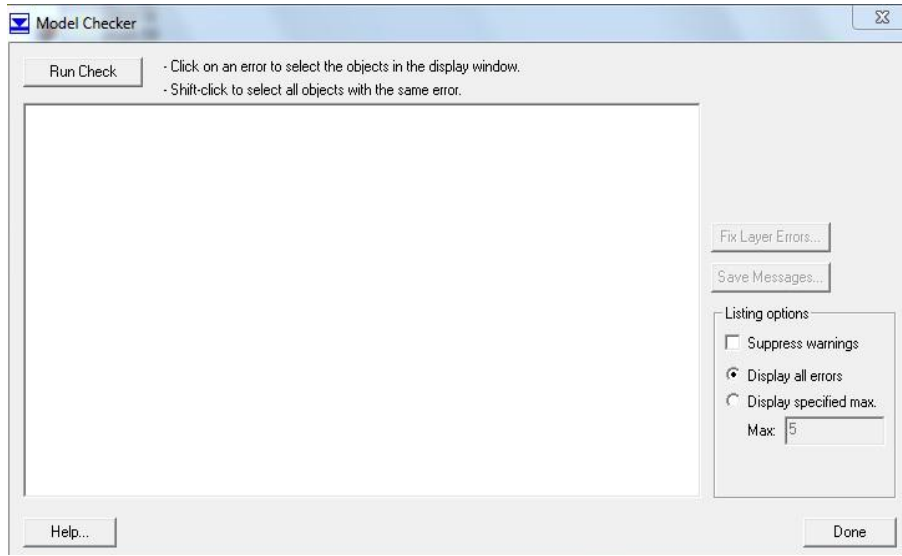 Model Checker
Run Check
- Click on an error to select the objects in the display window.
- Shift-click to select all objects with the same error.
Fix Layer Errors...
Save Messages...
Listing options
Suppress warnings
Display all errors
Display specified max.
Max: 5
Help...
Done